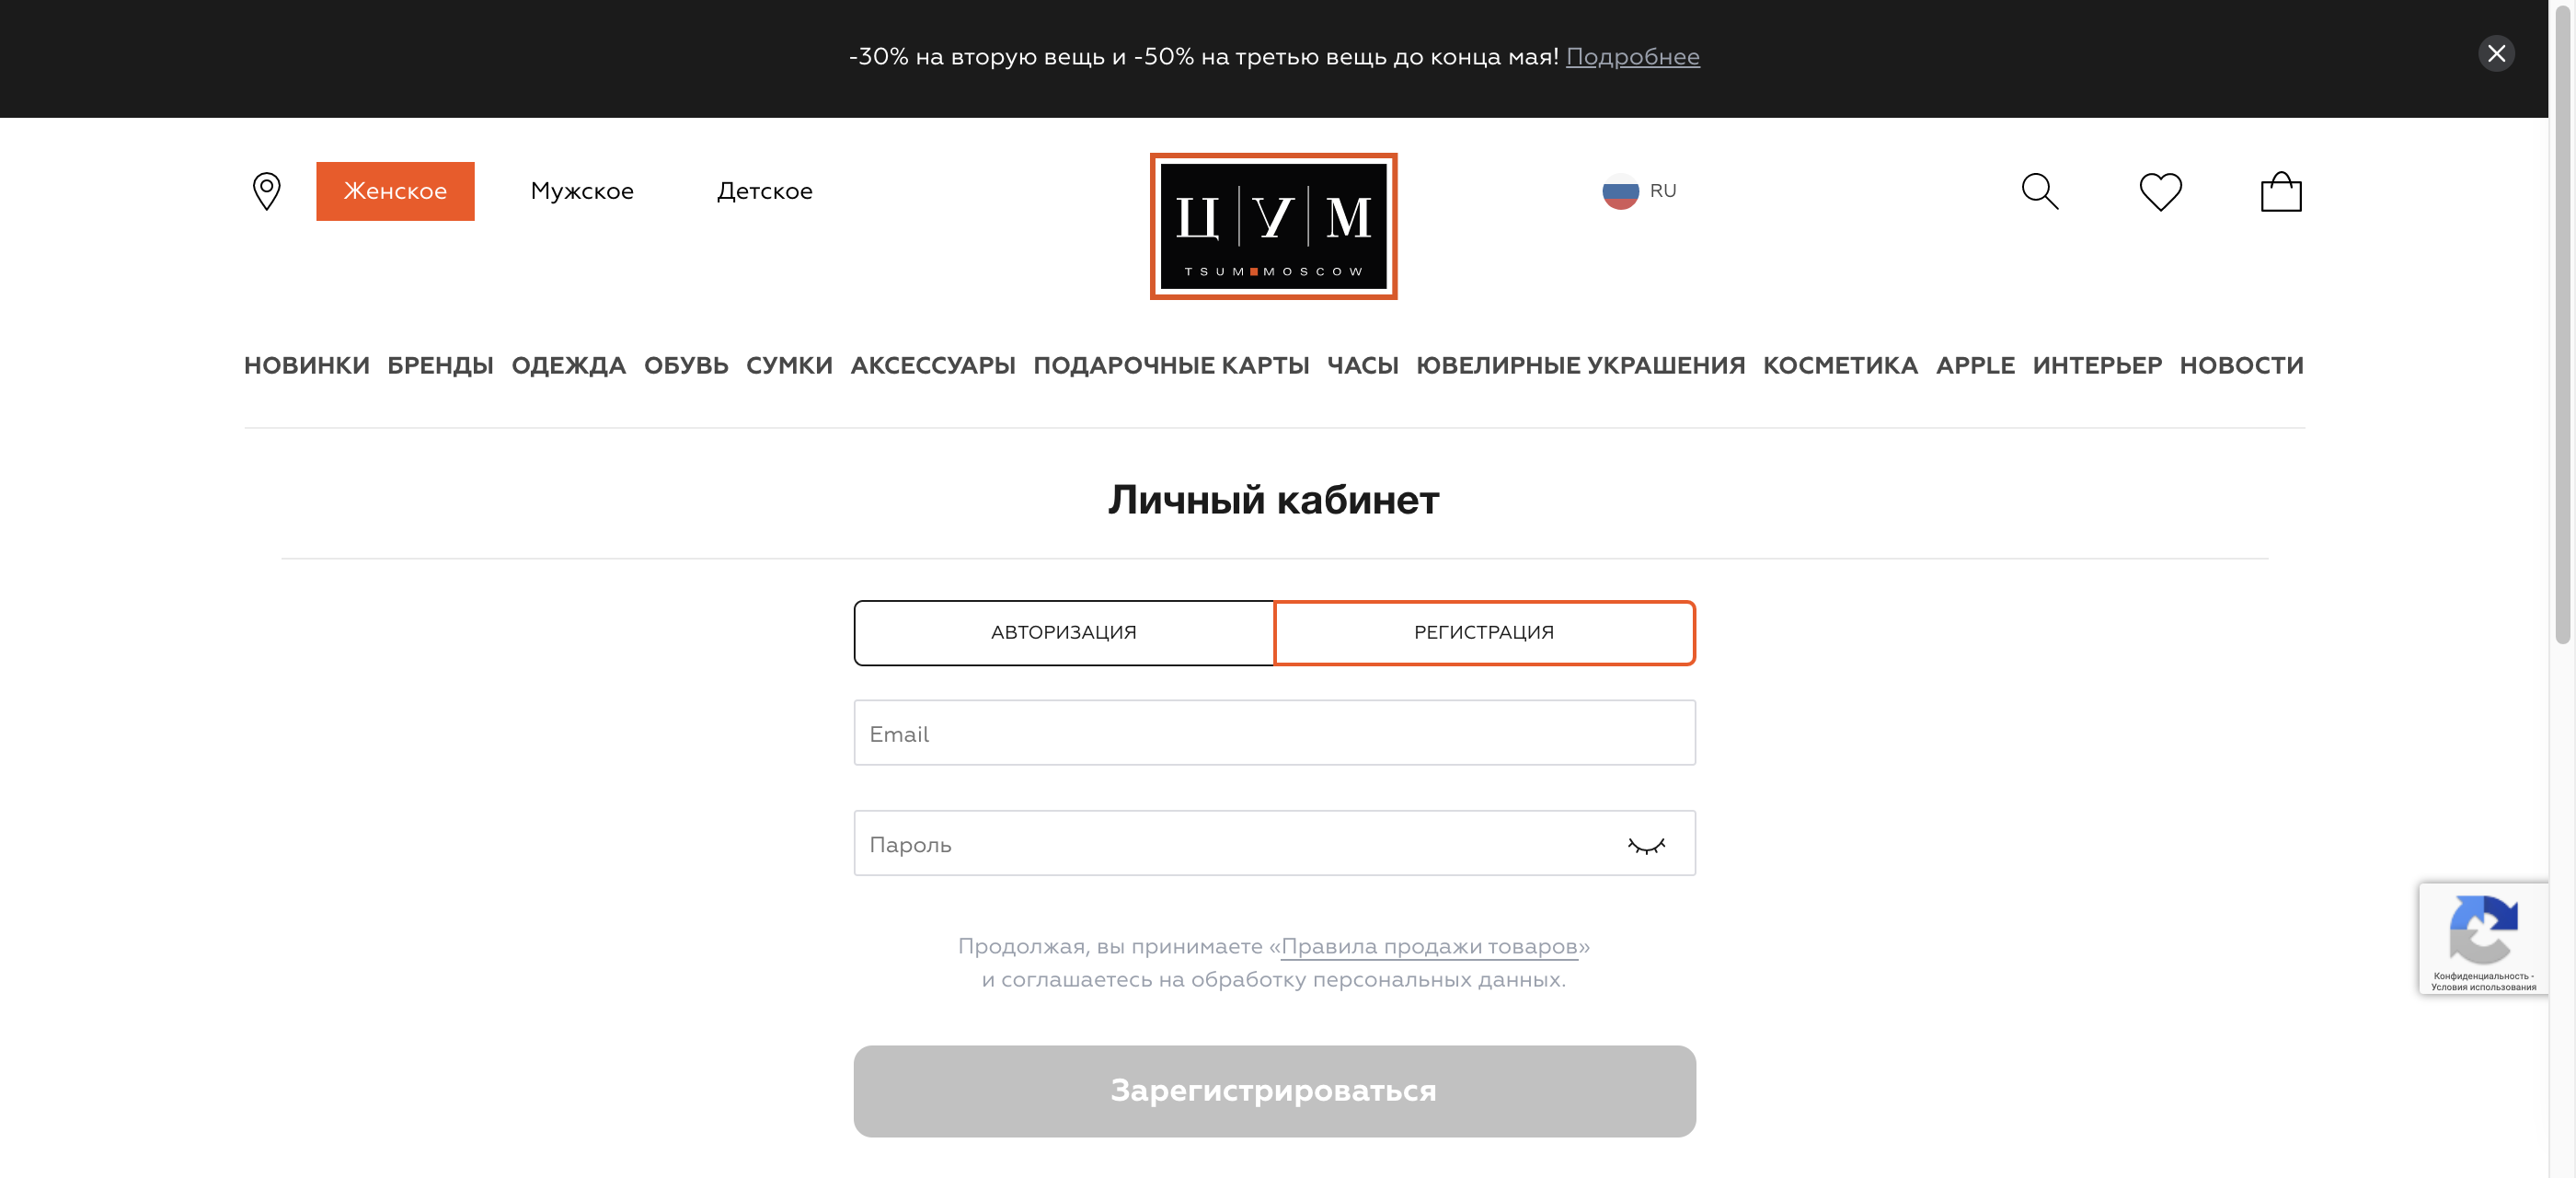 -30% на вторую вещь и -50% на третью вещь до конца мая! Подробнее
Женское Мужское Детское
ЦУМ
TSUM MOSCOW
RU
НОВИНКИ БРЕНДЫ ОДЕЖДА ОБУВЬ СУМКИ АКСЕССУАРЫ ПОДАРОЧНЫЕ КАРТЫ ЧАСЫ ЮВЕЛИРНЫЕ УКРАШЕНИЯ КОСМЕТИКА APPLE ИНТЕРЬЕР НОВОСТИ
Личный кабинет
АВТОРИЗАЦИЯ РЕГИСТРАЦИЯ
Email
Пароль
Продолжая, вы принимаете «Правила продажи товаров»
и соглашаетесь на обработку персональных данных.
Зарегистрироваться
Конфиденциальность -
Условия использования